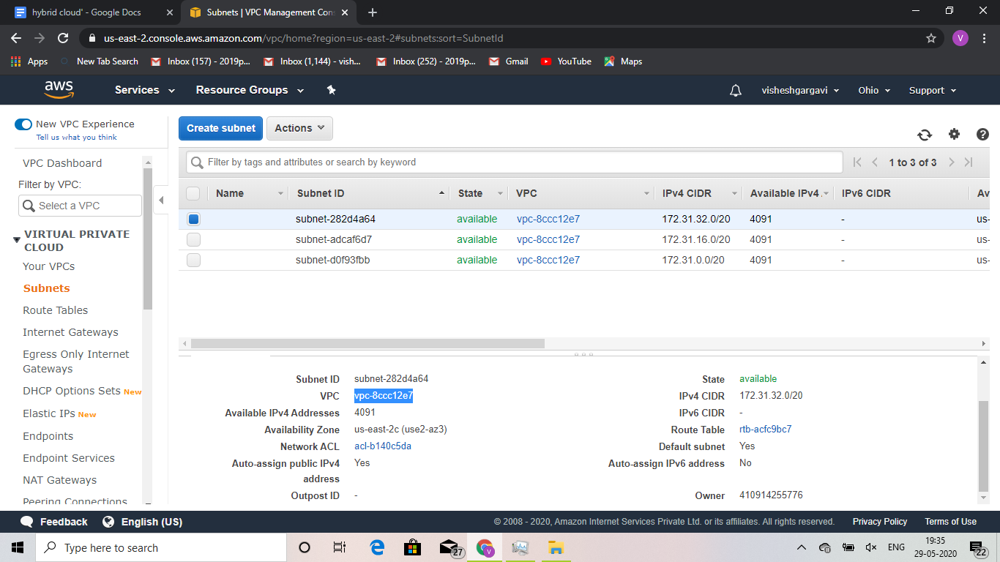 hybrid cloud' - Google Docs
Subnets | VPC Management Con
us-east-2.console.aws.amazon.com/vpc/home?region=us-east-2#subnets:sort=SubnetId
V
Apps New Tab Search Inbox (157) - 2019p... Inbox (1,144) - vish... Inbox (252) - 2019p... Gmail YouTube Maps
aws Services Resource Groups visheshgargavi Ohio Support
New VPC Experience
Tell us what you think
VPC Dashboard
Filter by VPC:
Select a VPC
VIRTUAL PRIVATE
CLOUD
Your VPCs
Subnets
Route Tables
Internet Gateways
Egress Only Internet
Gateways
DHCP Options Sets New
Elastic IPs New
Endpoints
Endpoint Services
NAT Gateways
Peering Connections
Create subnet Actions
Filter by tags and attributes or search by keyword
1 to 3 of 3
Name Subnet ID State VPC IPv4 CIDR Available IPv4 IPv6 CIDR Av
subnet-282d4a64 available vpc-8ccc12e7 172.31.32.0/20 4091 - us-
subnet-adcaf6d7 available vpc-8ccc12e7 172.31.16.0/20 4091 - us-
subnet-d0f93fbb available vpc-8ccc12e7 172.31.0.0/20 4091 - us-
Subnet ID subnet-282d4a64 State available
VPC vpc-8ccc12e7 IPv4 CIDR 172.31.32.0/20
Available IPv4 Addresses 4091 IPv6 CIDR -
Availability Zone us-east-2c (use2-az3) Route Table rtb-acfc9bc7
Network ACL acl-b140c5da Default subnet Yes
Auto-assign public IPv4 Yes Auto-assign IPv6 address No
address
Outpost ID - Owner 410914255776
Feedback English (US) © 2008 - 2020, Amazon Internet Services Private Ltd. or its affiliates. All rights reserved. Privacy Policy Terms of Use
Type here to search
27
V
ENG
19:35
29-05-2020
22